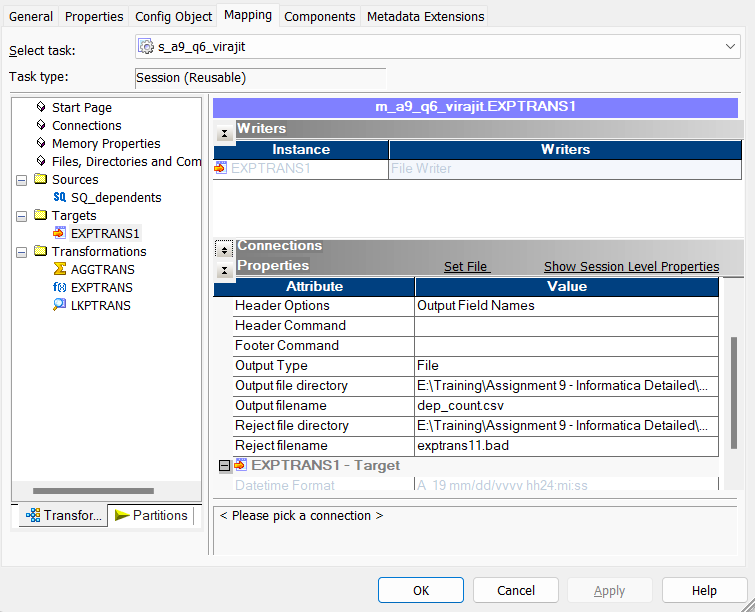 General Properties Config Object Mapping Components Metadata Extensions
Select task: s_a9_q6_virajit
Task type: Session (Reusable)
Start Page
Connections
Memory Properties
Files, Directories and Com
Sources
SQ SQ_dependents
Targets
EXPTRANS1
Transformations
AGGTRANS
f(x) EXPTRANS
LKPTRANS
Transfor... Partitions
m_a9_q6_virajit.EXPTRANS1
Writers
Instance Writers
EXPTRANS1 File Writer
Connections
Properties Set File Show Session Level Properties
Attribute Value
Header Options Output Field Names
Header Command
Footer Command
Output Type File
Output file directory E:\Training\Assignment 9 - Informatica Detailed\...
Output filename dep_count.csv
Reject file directory E:\Training\Assignment 9 - Informatica Detailed\...
Reject filename exptrans11.bad
EXPTRANS1 - Target
Datetime Format A 19 mm/dd/yyyy hh24:mi:ss
< Please pick a connection >
OK Cancel Apply Help